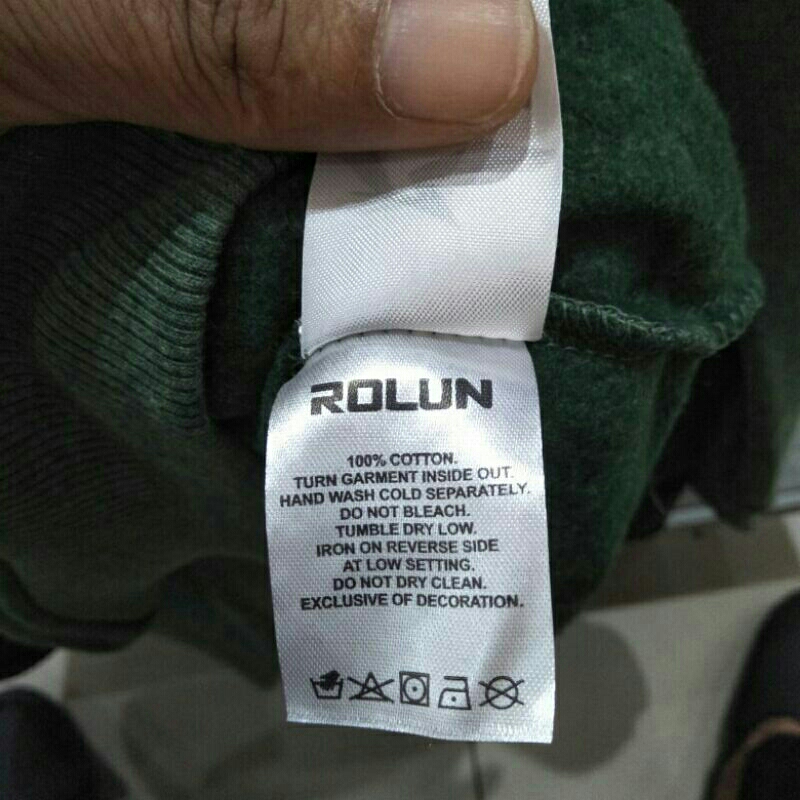 ROLUN
100% COTTON.
TURN GARMENT INSIDE OUT.
HAND WASH COLD SEPARATELY.
DO NOT BLEACH.
TUMBLE DRY LOW.
IRON ON REVERSE SIDE
AT LOW SETTING.
DO NOT DRY CLEAN.
EXCLUSIVE OF DECORATION.